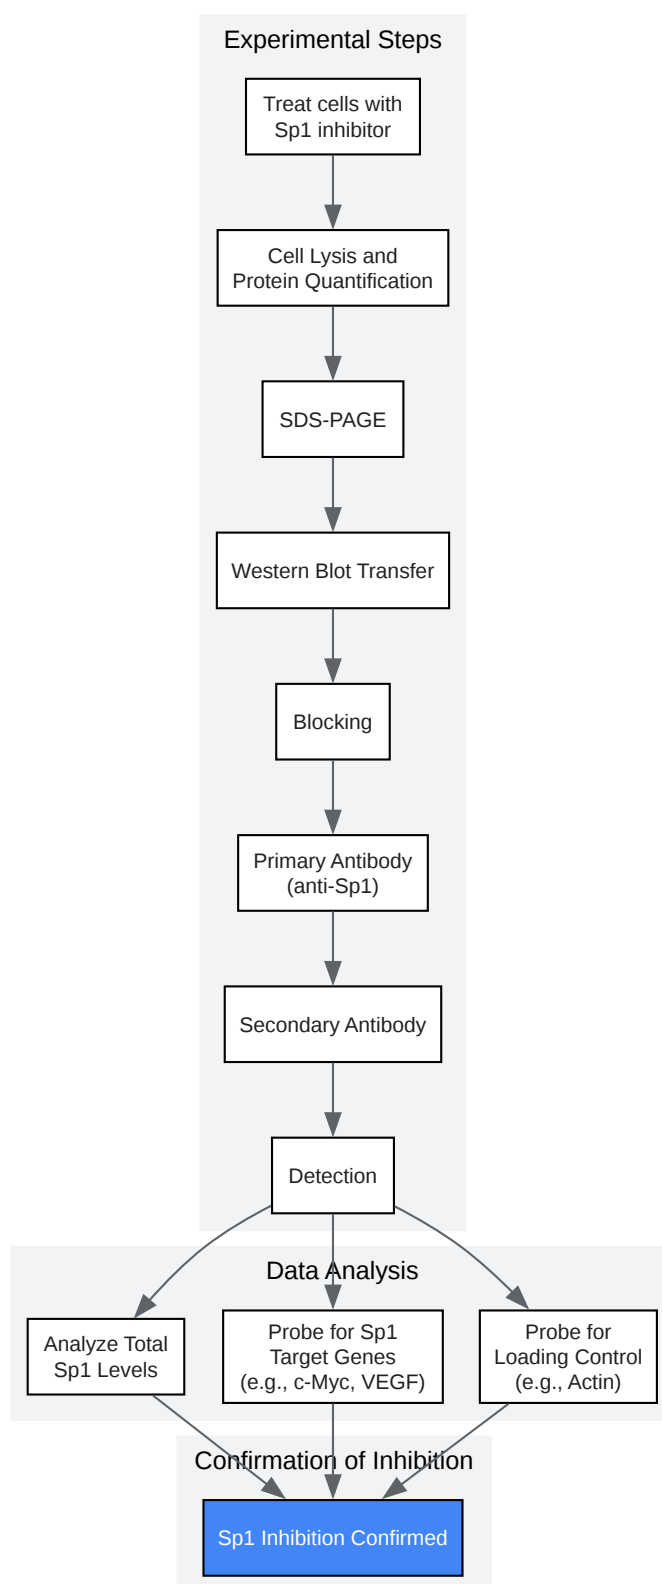 Experimental Steps
Treat cells with
Sp1 inhibitor
Cell Lysis and
Protein Quantification
SDS-PAGE
Western Blot Transfer
Blocking
Primary Antibody
(anti-Sp1)
Secondary Antibody
Detection
Data Analysis
Analyze Total
Sp1 Levels
Probe for Sp1
Target Genes
(e.g., c-Myc, VEGF)
Probe for
Loading Control
(e.g., Actin)
Confirmation of Inhibition
Sp1 Inhibition Confirmed